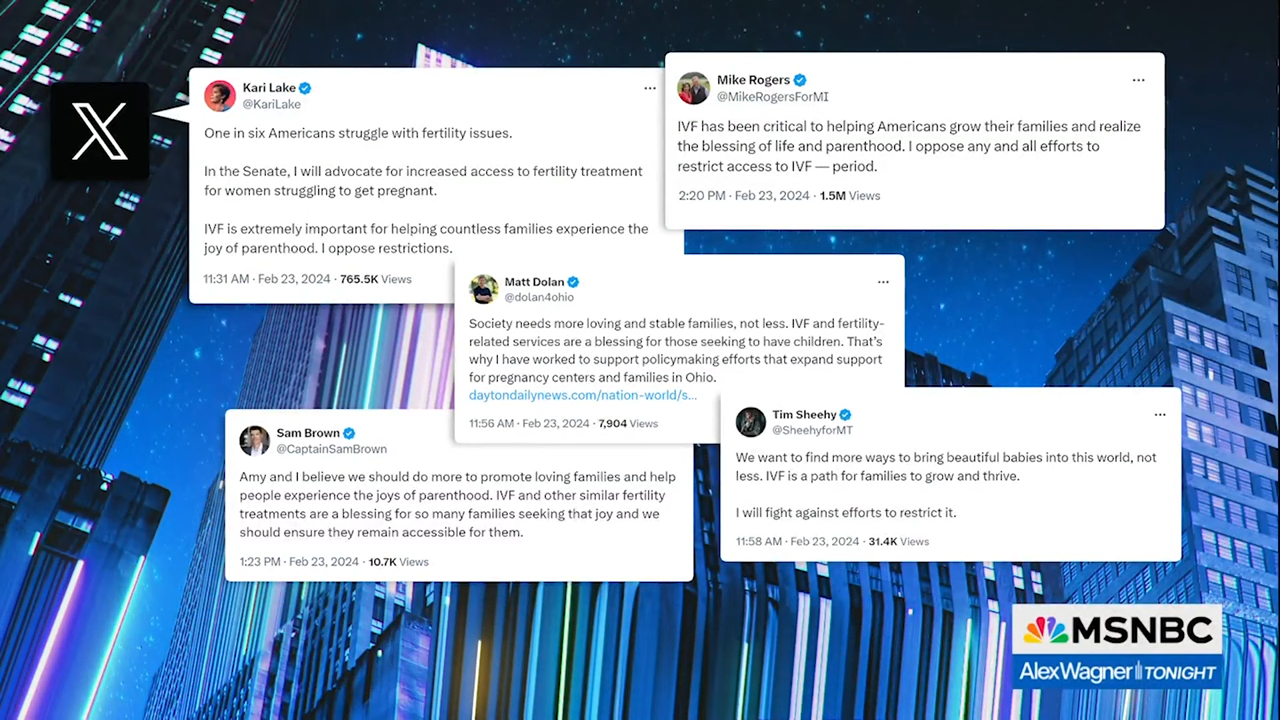 X
Kari Lake
@KariLake
One in six Americans struggle with fertility issues.
In the Senate, I will advocate for increased access to fertility treatment
for women struggling to get pregnant.
IVF is extremely important for helping countless families experience the
joy of parenthood. I oppose restrictions.
11:31 AM · Feb 23, 2024 · 765.5K Views
Mike Rogers
@MikeRogersForMI
IVF has been critical to helping Americans grow their families and realize
the blessing of life and parenthood. I oppose any and all efforts to
restrict access to IVF — period.
2:20 PM · Feb 23, 2024 · 1.5M Views
Matt Dolan
@dolan4ohio
Society needs more loving and stable families, not less. IVF and fertility-
related services are a blessing for those seeking to have children. That's
why I have worked to support policymaking efforts that expand support
for pregnancy centers and families in Ohio.
daytondailynews.com/nation-world/s...
11:56 AM · Feb 23, 2024 · 7,904 Views
Sam Brown
@CaptainSamBrown
Amy and I believe we should do more to promote loving families and help
people experience the joys of parenthood. IVF and other similar fertility
treatments are a blessing for so many families seeking that joy and we
should ensure they remain accessible for them.
1:23 PM · Feb 23, 2024 · 10.7K Views
Tim Sheehy
@SheehyforMT
We want to find more ways to bring beautiful babies into this world, not
less. IVF is a path for families to grow and thrive.
I will fight against efforts to restrict it.
11:58 AM · Feb 23, 2024 · 31.4K Views
MSNBC
AlexWagner TONIGHT